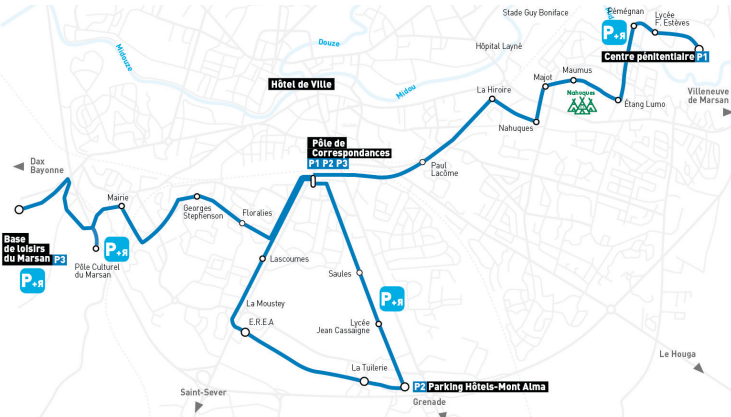 Stade Guy Boniface
Pémégnan
Lycée
F. Estèves
P+R
Centre pénitentiaire P1
Hôpital Layné
Douze
Midouze
Midou
Hôtel de Ville
La Hiroire
Majot
Maumus
Nahuques
Nahuques
Étang Lumo
Villeneuve
de Marsan
Pôle de
Correspondances
P1 P2 P3
Paul
Lacôme
Dax
Bayonne
Mairie
Georges
Stephenson
Floralies
Base
de loisirs
du Marsan P3
P+R
Pôle Culturel
du Marsan
P+R
Lascoumes
Saules
P+R
La Moustey
E.R.E.A
Lycée
Jean Cassaigne
La Tuilerie
Le Houga
Saint-Sever
P2 Parking Hôtels-Mont Alma
Grenade